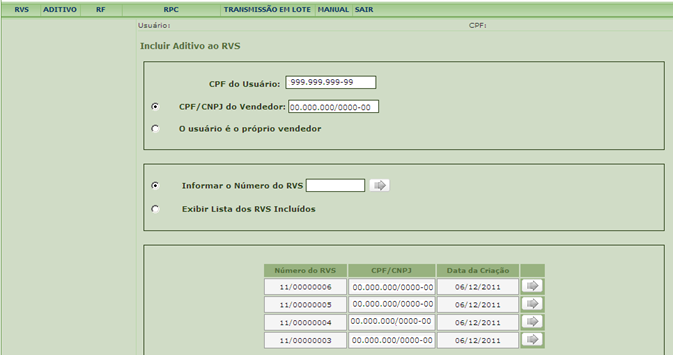 RVS ADITIVO RF RPC TRANSMISSÃO EM LOTE MANUAL SAIR
Usuário: CPF:
Incluir Aditivo ao RVS
CPF do Usuário: 999.999.999-99
CPF/CNPJ do Vendedor: 00.000.000/0000-00
O usuário é o próprio vendedor
Informar o Número do RVS
Exibir Lista dos RVS Incluídos
Número do RVS CPF/CNPJ Data da Criação
11/00000006 00.000.000/0000-00 06/12/2011
11/00000005 00.000.000/0000-00 06/12/2011
11/00000004 00.000.000/0000-00 06/12/2011
11/00000003 00.000.000/0000-00 06/12/2011